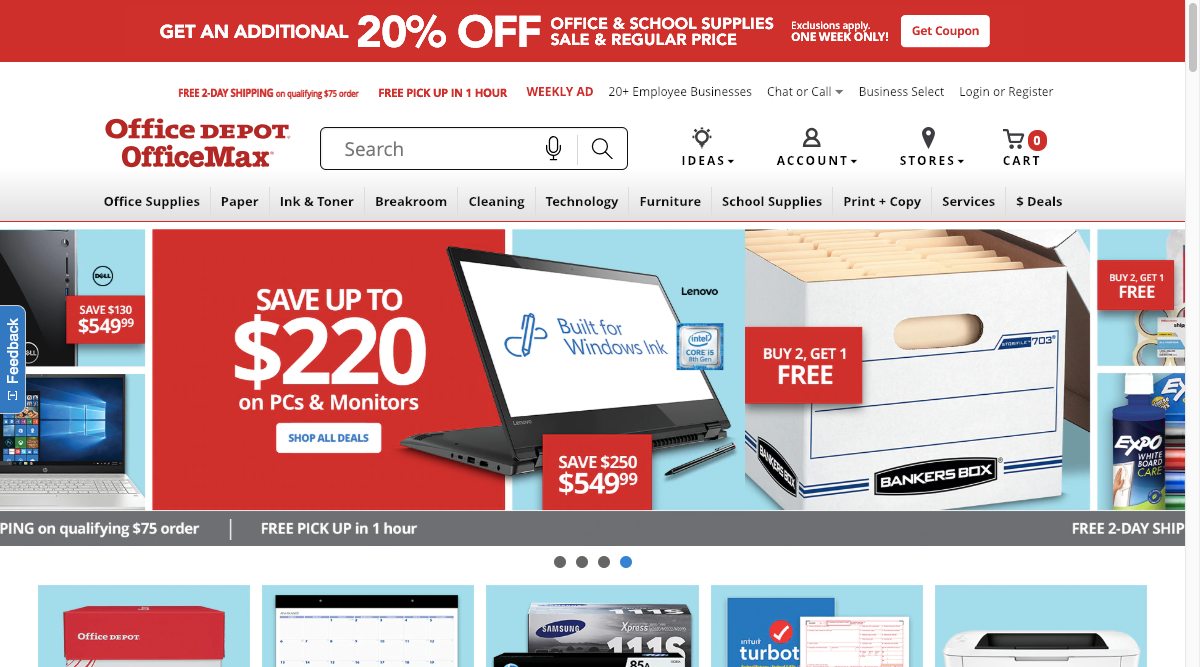 GET AN ADDITIONAL 20% OFF OFFICE & SCHOOL SUPPLIES
SALE & REGULAR PRICE
Exclusions apply.
ONE WEEK ONLY!
Get Coupon
FREE 2-DAY SHIPPING on qualifying $75 order
FREE PICK UP IN 1 HOUR
WEEKLY AD
20+ Employee Businesses
Chat or Call
Business Select
Login or Register
Office DEPOT
OfficeMax
Search
IDEAS
ACCOUNT
STORES
0
CART
Office Supplies
Paper
Ink & Toner
Breakroom
Cleaning
Technology
Furniture
School Supplies
Print + Copy
Services
$ Deals
Feedback
DELL
SAVE $130
$54999
DELL
SAVE UP TO
$220
on PCs & Monitors
SHOP ALL DEALS
Built for
Windows Ink
Lenovo
Lenovo
intel
CORE i5
8th Gen
SAVE $250
$54999
BUY 2, GET 1
FREE
STOR/FILE 703
BANKERS BOX
BANKERS BOX
BUY 2, GET 1
FREE
EXPO
WHITE
BOARD
CARE
PING on qualifying $75 order
FREE PICK UP in 1 hour
FREE 2-DAY SHIP
Office DEPOT
SAMSUNG
Xpress
111S
111S
85A
intuit
turbot